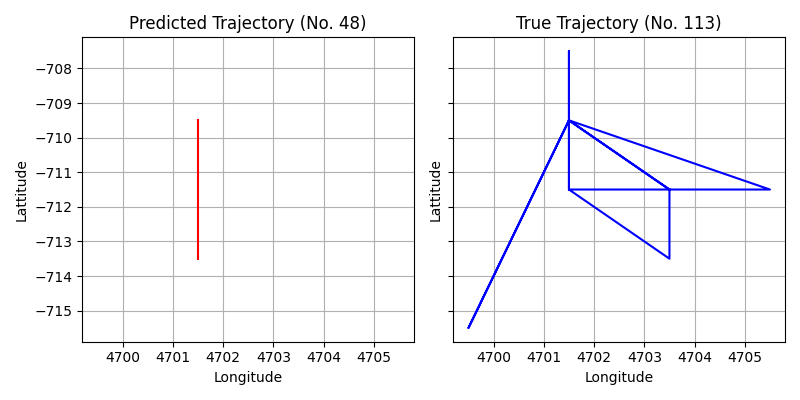 Predicted Trajectory (No. 48)
Lattitude
−708
−709
−710
−711
−712
−713
−714
−715
4700 4701 4702 4703 4704 4705
Longitude
True Trajectory (No. 113)
Lattitude
4700 4701 4702 4703 4704 4705
Longitude